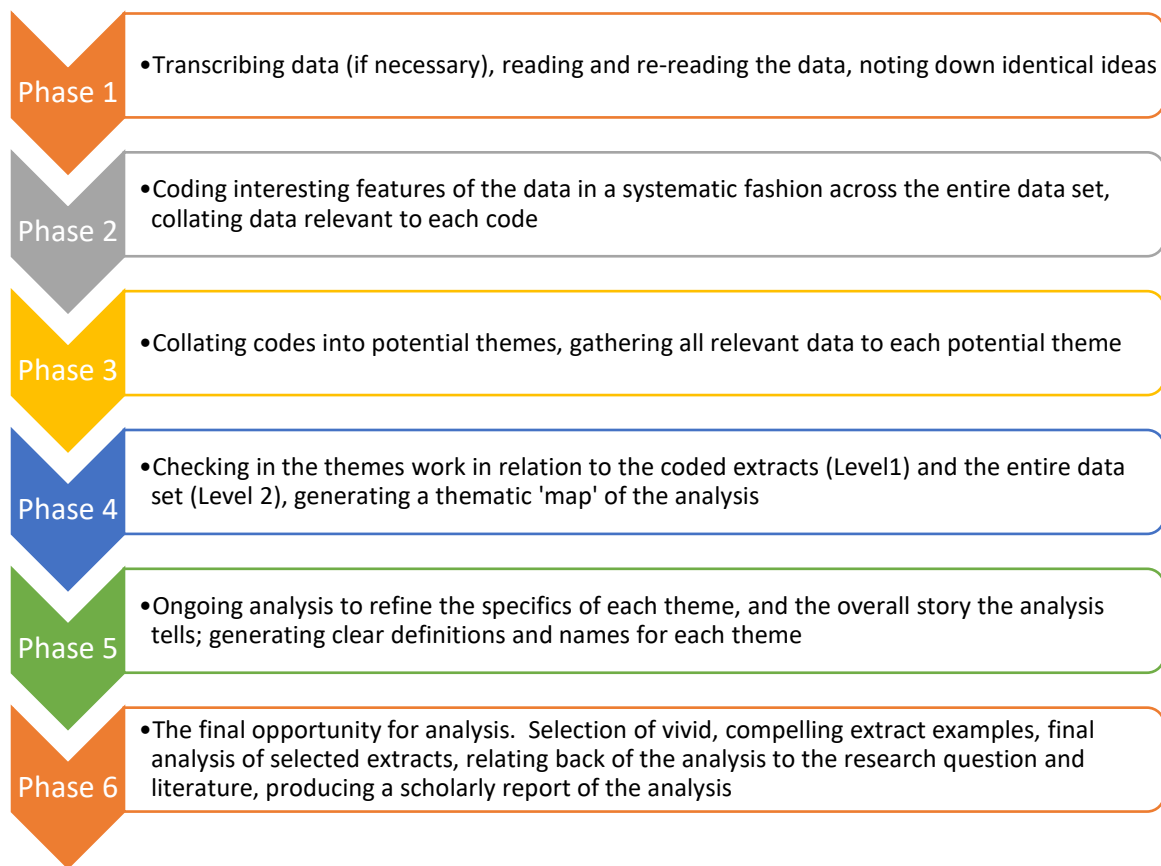 Phase 1
•Transcribing data (if necessary), reading and re-reading the data, noting down identical ideas
Phase 2
•Coding interesting features of the data in a systematic fashion across the entire data set,
collating data relevant to each code
Phase 3
•Collating codes into potential themes, gathering all relevant data to each potential theme
Phase 4
•Checking in the themes work in relation to the coded extracts (Level1) and the entire data
set (Level 2), generating a thematic 'map' of the analysis
Phase 5
•Ongoing analysis to refine the specifics of each theme, and the overall story the analysis
tells; generating clear definitions and names for each theme
Phase 6
•The final opportunity for analysis.  Selection of vivid, compelling extract examples, final
analysis of selected extracts, relating back of the analysis to the research question and
literature, producing a scholarly report of the analysis